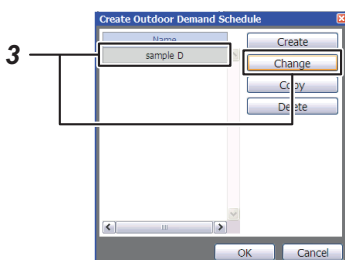 Create Outdoor Demand Schedule
Name
sample D
Create
Change
Copy
Delete
3
OK
Cancel